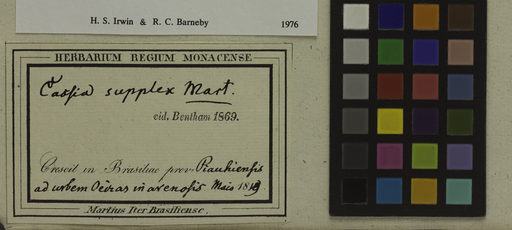 H. S. Irwin & R. C. Barneby 1976
HERBARIUM REGIUM MONACENSE
Cassia supplex Mart.
eid. Bentham 1869.
Crescit in Brasiliae prov. Piauhiensis
ad urbem Oeiras in arenosis Maio 1819
Martius Iter Brasiliense.